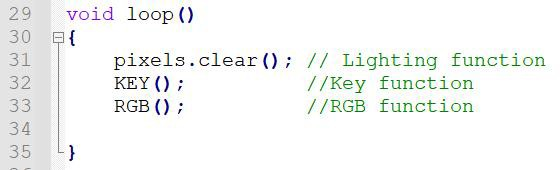 29 void loop()
30 {
31 pixels.clear(); // Lighting function
32 KEY(); //Key function
33 RGB(); //RGB function
34
35 }